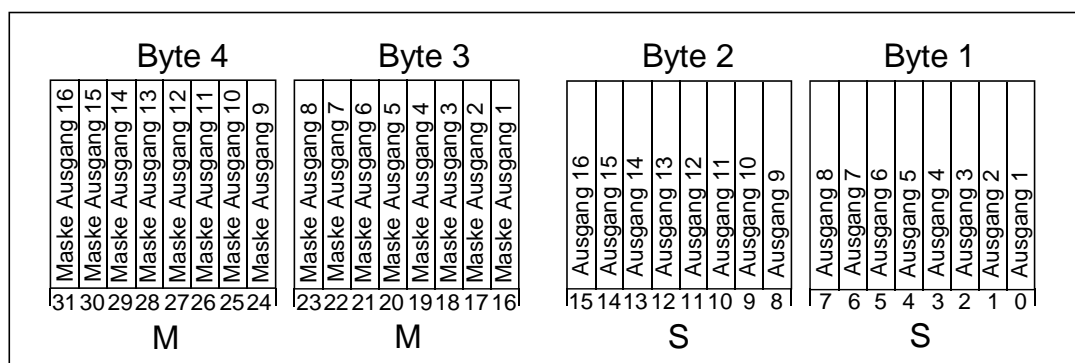 Byte 4 Byte 3 Byte 2 Byte 1
Maske Ausgang 16
Maske Ausgang 15
Maske Ausgang 14
Maske Ausgang 13
Maske Ausgang 12
Maske Ausgang 11
Maske Ausgang 10
Maske Ausgang 9
Maske Ausgang 8
Maske Ausgang 7
Maske Ausgang 6
Maske Ausgang 5
Maske Ausgang 4
Maske Ausgang 3
Maske Ausgang 2
Maske Ausgang 1
Ausgang 16
Ausgang 15
Ausgang 14
Ausgang 13
Ausgang 12
Ausgang 11
Ausgang 10
Ausgang 9
Ausgang 8
Ausgang 7
Ausgang 6
Ausgang 5
Ausgang 4
Ausgang 3
Ausgang 2
Ausgang 1
31 30 29 28 27 26 25 24 23 22 21 20 19 18 17 16 15 14 13 12 11 10 9 8 7 6 5 4 3 2 1 0
M M S S